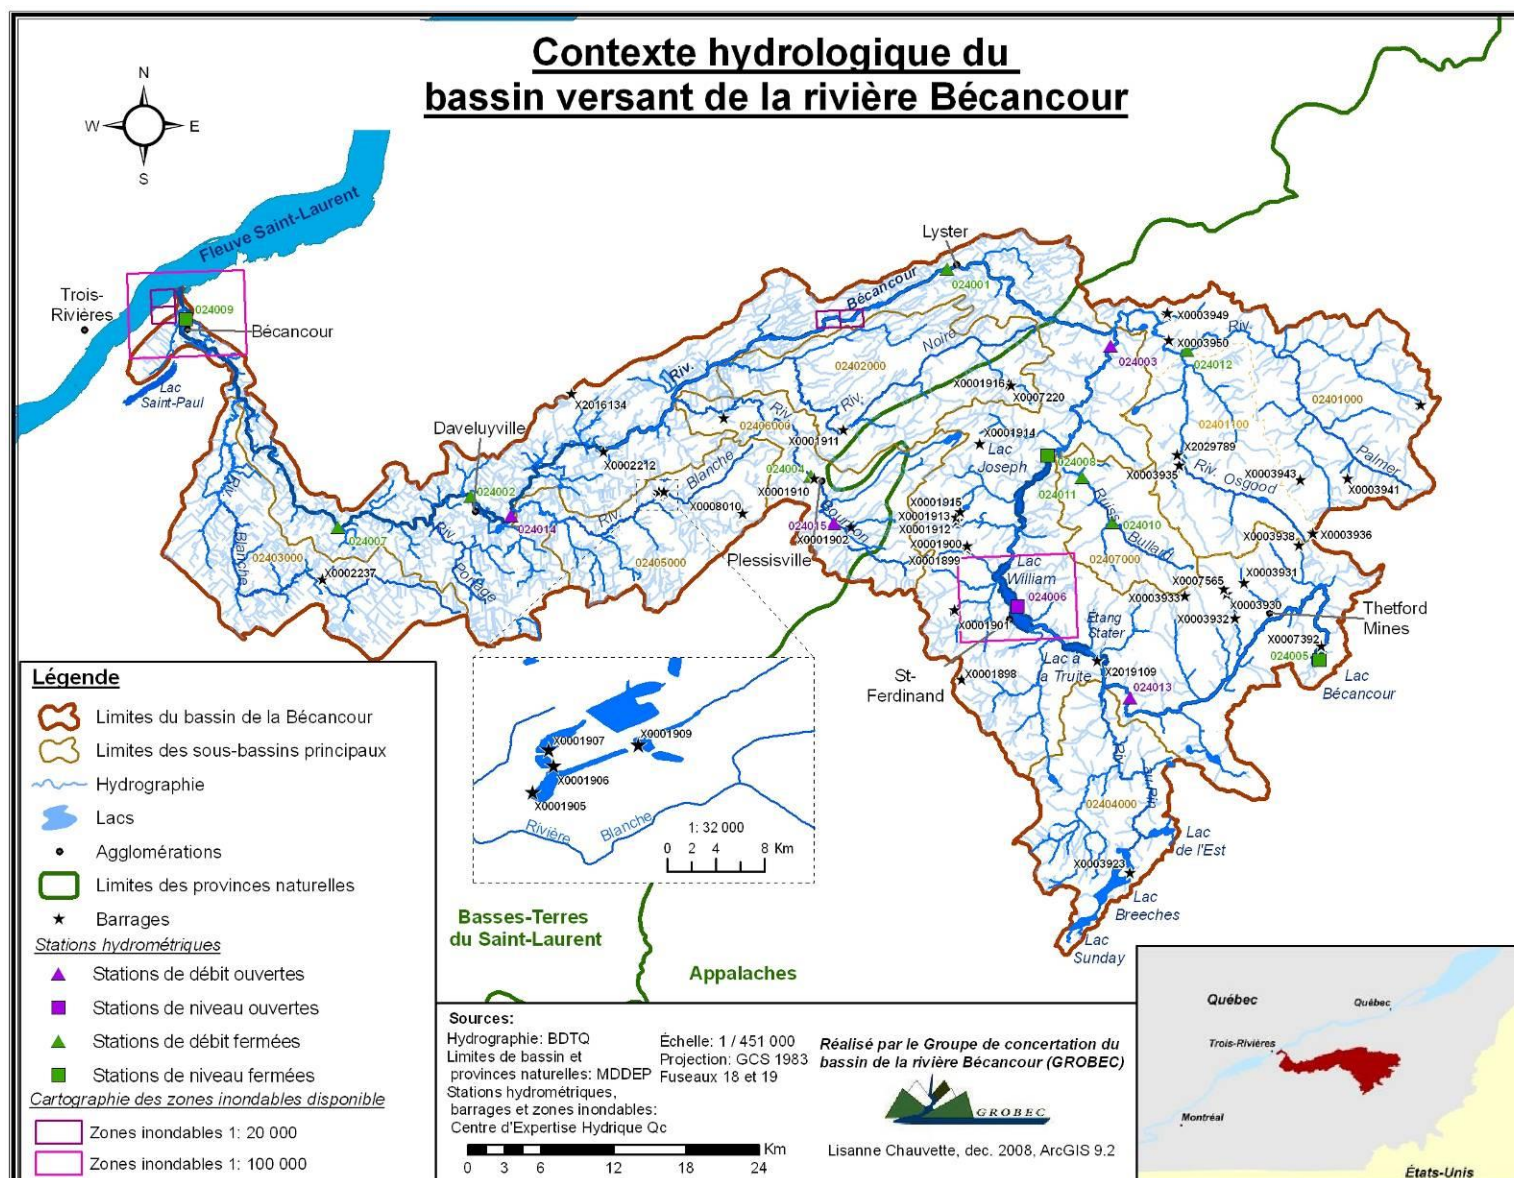 Contexte hydrologique du
bassin versant de la rivière Bécancour
N
W
E
S
Fleuve Saint-Laurent
Trois-
Rivières
024009
Bécancour
Lac
Saint-Paul
Lyster
024001
Bécancour
Riv.
Noire
Riv.
02402000
X0003949
X0003950
Riv.
024003
024012
X0001916
X0007220
02401000
02401100
X2016134
Daveluyville
02406000
Riv.
X0001911
X0001914
Lac
Joseph
X2029789
X0003935
Riv.
Osgood
Palmer
X0003943
X0003941
X0002212
Blanche
Riv.
024004
X0001910
024008
024011
Russ.
Bullard
024010
024002
024014
X0008010
024015
Bourbon
X0001902
X0001915
X0001913
X0001912
X0001900
X0001899
X0003938
X0003936
Riv.
Blanche
02403000
024007
X0002237
Riv.
Portage
02405000
Plessisville
Lac
William
02407000
024006
X0001901
X0007565
X0003931
X0003933
X0003930
X0003932
Thetford
Mines
Étang
Stater
X0007392
024005
Lac
Bécancour
St-
Ferdinand
Lac à
la Truite
X2019109
X0001898
024013
Riv.
au Pin
02404000
Lac
de l'Est
X0003923
Lac
Breeches
Lac
Sunday
X0001907
X0001909
X0001906
X0001905
Rivière
Blanche
1: 32 000
0 2 4 8 Km
Basses-Terres
du Saint-Laurent
Appalaches
Légende
Limites du bassin de la Bécancour
Limites des sous-bassins principaux
Hydrographie
Lacs
Agglomérations
Limites des provinces naturelles
Barrages
Stations hydrométriques
Stations de débit ouvertes
Stations de niveau ouvertes
Stations de débit fermées
Stations de niveau fermées
Cartographie des zones inondables disponible
Zones inondables 1: 20 000
Zones inondables 1: 100 000
Sources:
Hydrographie: BDTQ
Limites de bassin et
provinces naturelles: MDDEP
Stations hydrométriques,
barrages et zones inondables:
Centre d'Expertise Hydrique Qc
Échelle: 1 / 451 000
Projection: GCS 1983
Fuseaux 18 et 19
0 3 6 12 18 24 Km
Réalisé par le Groupe de concertation du
bassin de la rivière Bécancour (GROBEC)
GROBEC
Lisanne Chauvette, dec. 2008, ArcGIS 9.2
Québec
Québec
Trois-Rivières
Montréal
États-Unis